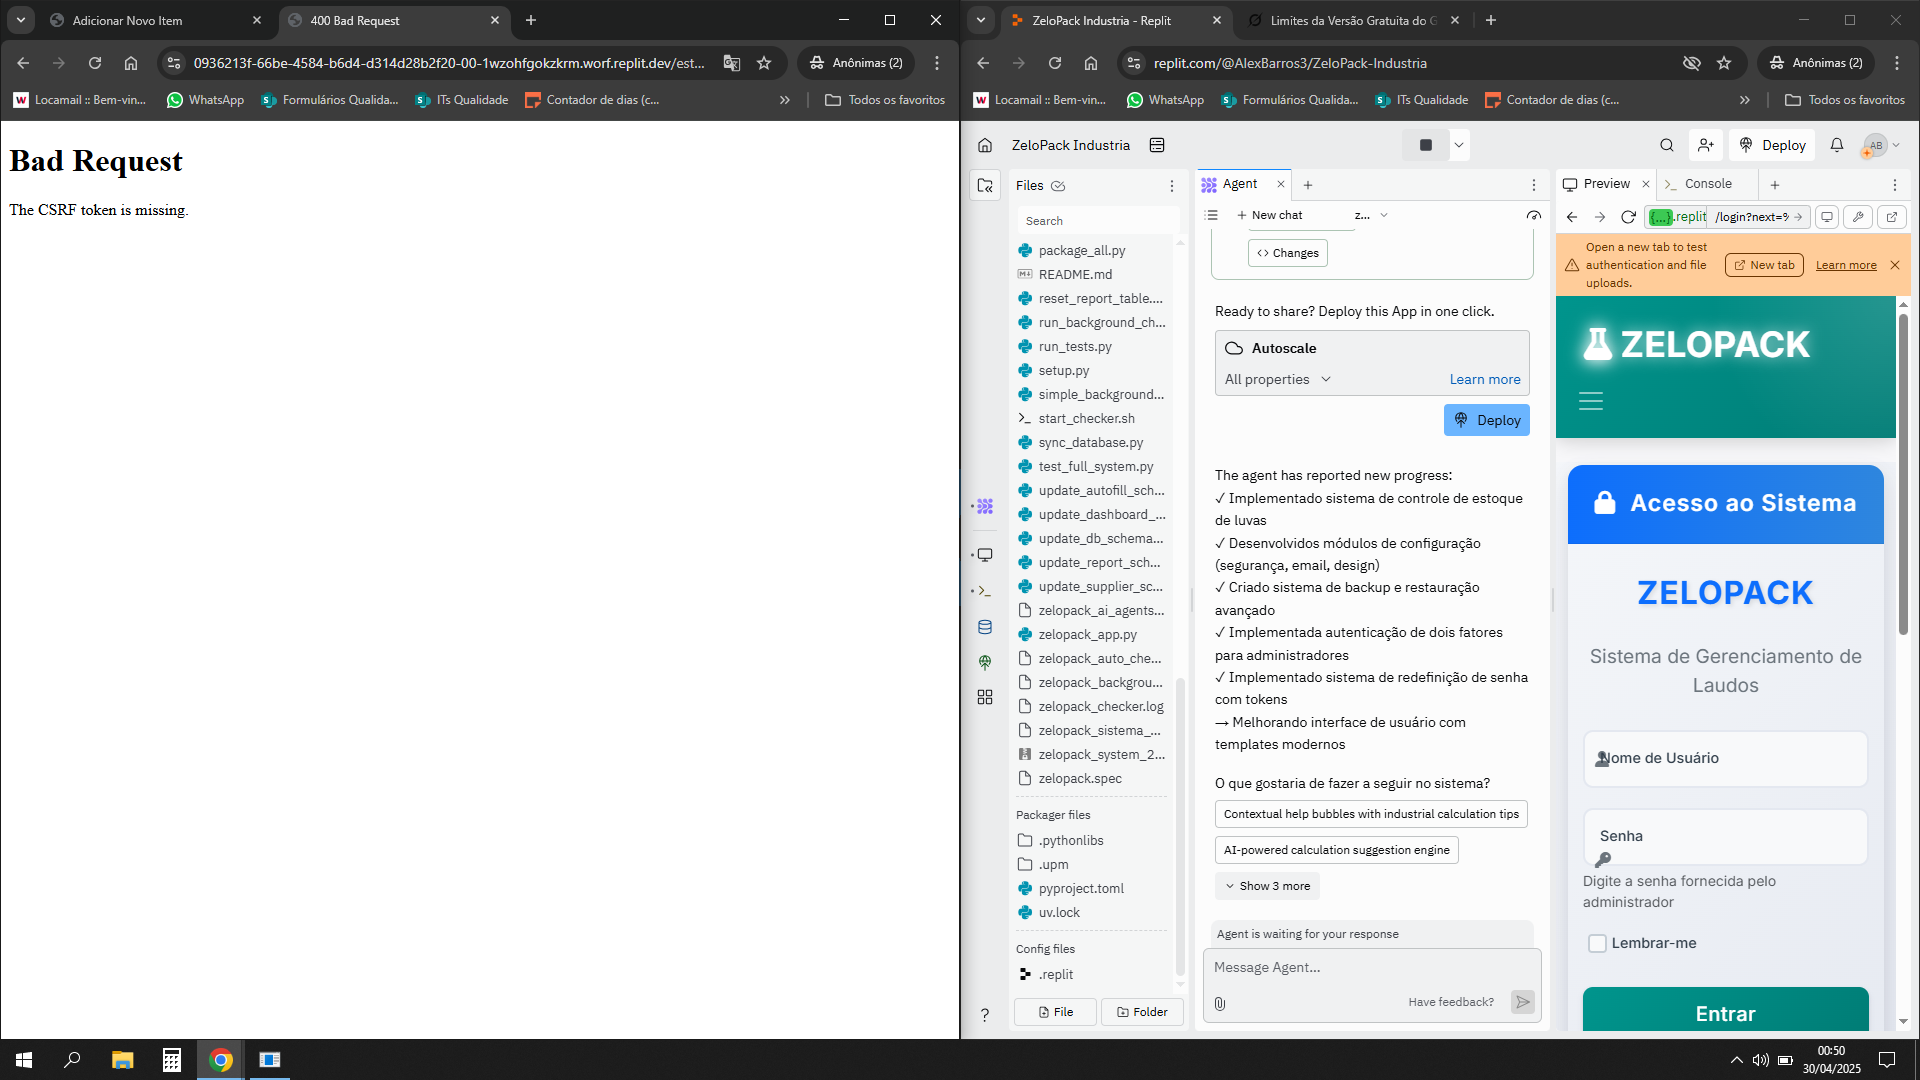 Adicionar Novo Item
400 Bad Request
0936213f-66be-4584-b6d4-d314d28b2f20-00-1wzohfgokzkrm.worf.replit.dev/est...
Anônimas (2)
Locamail :: Bem-vin...
WhatsApp
Formulários Qualida...
ITs Qualidade
Contador de dias (c...
Todos os favoritos
Bad Request
The CSRF token is missing.
ZeloPack Industria - Replit
Limites da Versão Gratuita do G
replit.com/@AlexBarros3/ZeloPack-Industria
Anônimas (2)
Locamail :: Bem-vin...
WhatsApp
Formulários Qualida...
ITs Qualidade
Contador de dias (c...
Todos os favoritos
ZeloPack Industria
Deploy
AB
Files
Search
package_all.py
README.md
reset_report_table....
run_background_ch...
run_tests.py
setup.py
simple_background...
start_checker.sh
sync_database.py
test_full_system.py
update_autofill_sch...
update_dashboard_...
update_db_schema...
update_report_sch...
update_supplier_sc...
zelopack_ai_agents...
zelopack_app.py
zelopack_auto_che...
zelopack_backgrou...
zelopack_checker.log
zelopack_sistema_...
zelopack_system_2...
zelopack.spec
Packager files
.pythonlibs
.upm
pyproject.toml
uv.lock
Config files
.replit
File
Folder
Agent
New chat
z...
Changes
Ready to share? Deploy this App in one click.
Autoscale
All properties
Learn more
Deploy
The agent has reported new progress:
✓ Implementado sistema de controle de estoque
de luvas
✓ Desenvolvidos módulos de configuração
(segurança, email, design)
✓ Criado sistema de backup e restauração
avançado
✓ Implementada autenticação de dois fatores
para administradores
✓ Implementado sistema de redefinição de senha
com tokens
→ Melhorando interface de usuário com
templates modernos
O que gostaria de fazer a seguir no sistema?
Contextual help bubbles with industrial calculation tips
AI-powered calculation suggestion engine
Show 3 more
Agent is waiting for your response
Message Agent...
Have feedback?
Preview
Console
{...}.replit
/login?next=%
Open a new tab to test
authentication and file
uploads.
New tab
Learn more
ZELOPACK
Acesso ao Sistema
ZELOPACK
Sistema de Gerenciamento de
Laudos
Nome de Usuário
Senha
Digite a senha fornecida pelo
administrador
Lembrar-me
Entrar
00:50
30/04/2025